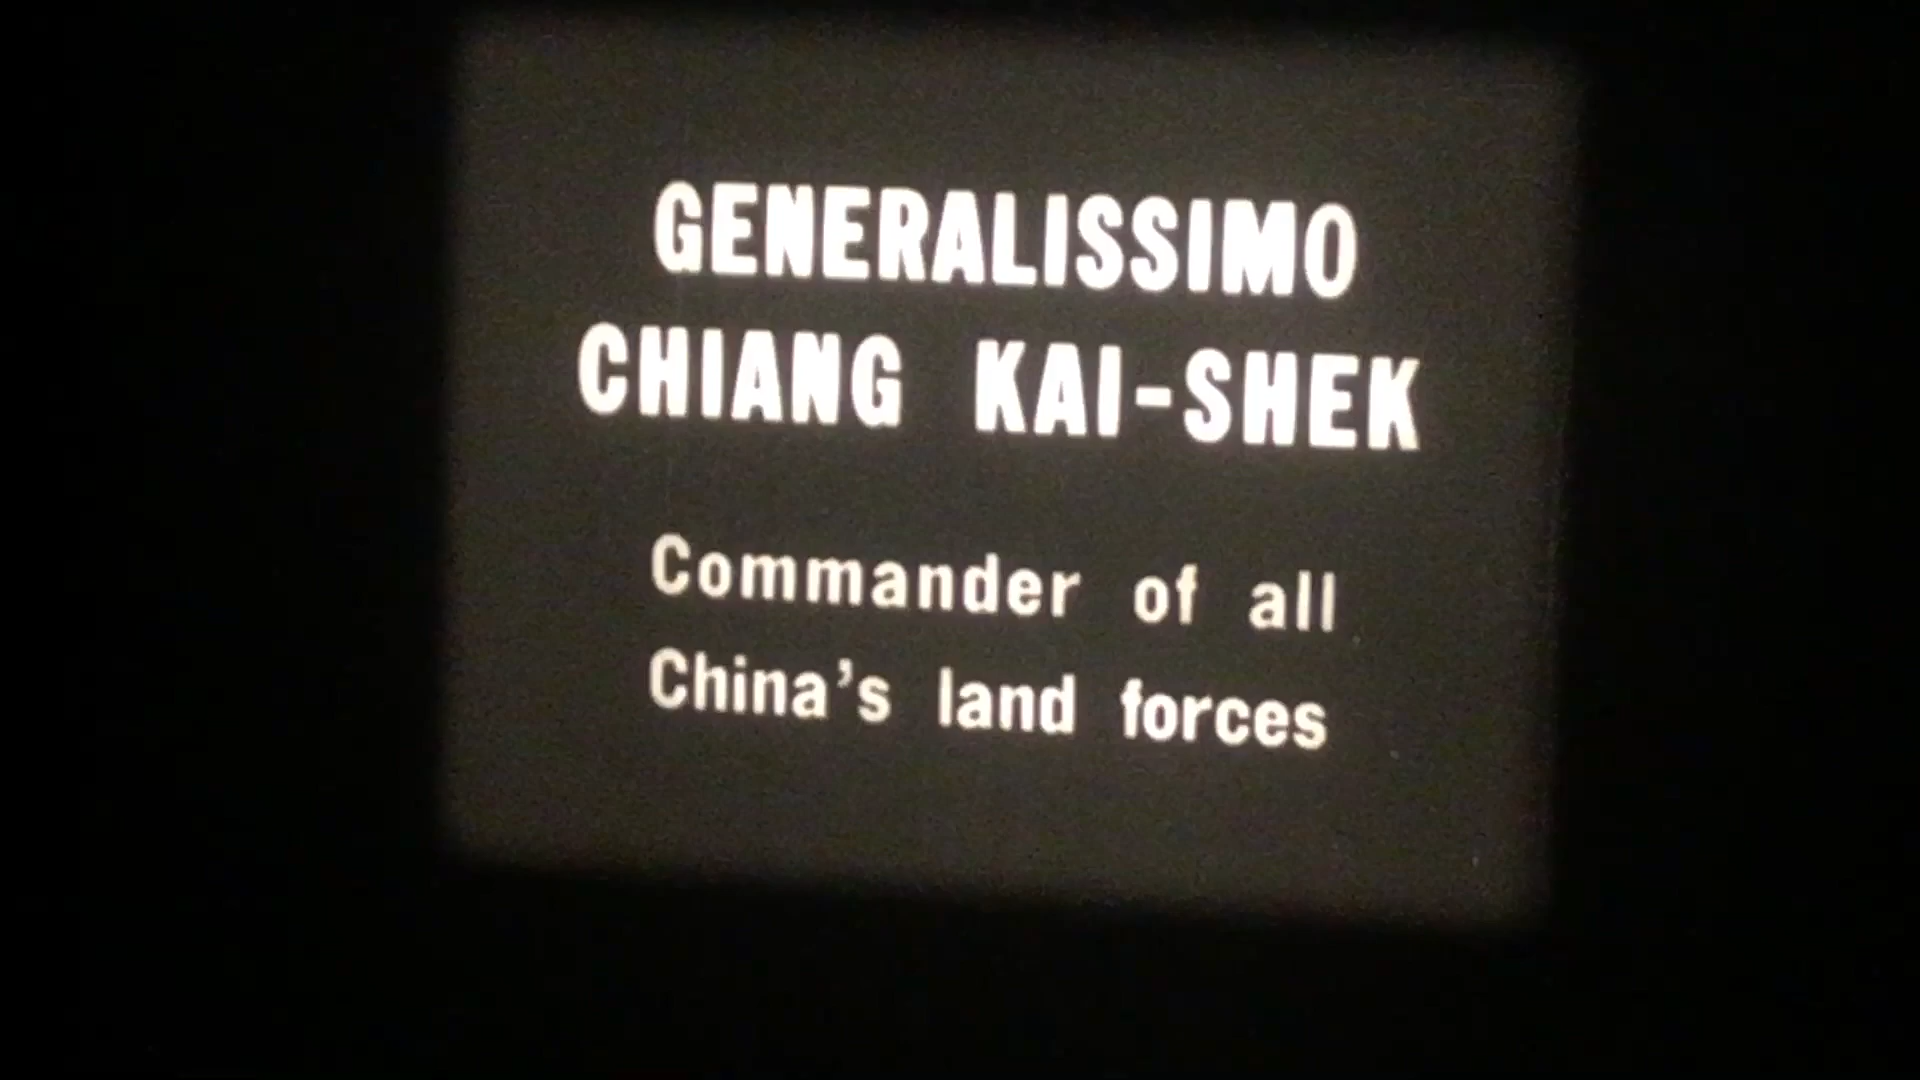 GENERALISSIMO
CHIANG KAI-SHEK
Commander of all
China's land forces